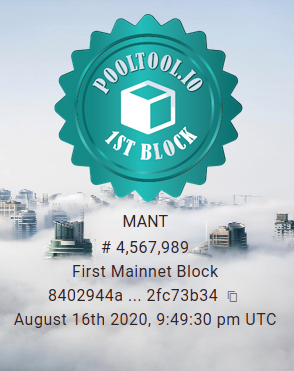 POOLTOOL.IO
1ST BLOCK
MANT
# 4,567,989
First Mainnet Block
8402944a ... 2fc73b34
August 16th 2020, 9:49:30 pm UTC